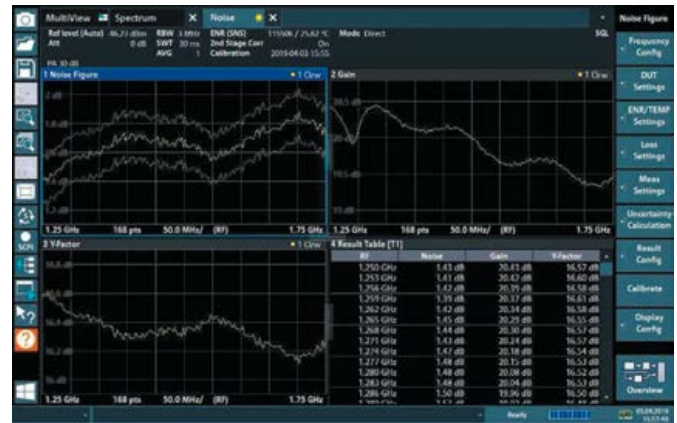 MultiView Spectrum X Noise X
Noise Figure
Ref level (Auto) -46.23 dBm RBW 3 MHz ENR (SNS) 115506 / 25.62 °C Mode Direct SGL
Att 0 dB SWT 30 ms 2nd Stage Corr On
AVG 1 Calibration 2019-04-03 15:55
PA 30 dB
1 Noise Figure 1 Clrw
2 Gain 1 Clrw
1.25 GHz 168 pts 50.0 MHz/ (RF) 1.75 GHz
1.25 GHz 168 pts 50.0 MHz/ (RF) 1.75 GHz
3 Y-Factor 1 Clrw
4 Result Table [T1]
RF Noise Gain Y-Factor
1.250 GHz 1.43 dB 20.41 dB 16.57 dB
1.253 GHz 1.41 dB 20.42 dB 16.60 dB
1.256 GHz 1.42 dB 20.39 dB 16.58 dB
1.259 GHz 1.39 dB 20.37 dB 16.61 dB
1.262 GHz 1.42 dB 20.34 dB 16.58 dB
1.265 GHz 1.45 dB 20.29 dB 16.55 dB
1.268 GHz 1.44 dB 20.30 dB 16.57 dB
1.271 GHz 1.43 dB 20.24 dB 16.57 dB
1.274 GHz 1.47 dB 20.18 dB 16.54 dB
1.277 GHz 1.48 dB 20.15 dB 16.53 dB
1.280 GHz 1.48 dB 20.08 dB 16.52 dB
1.283 GHz 1.48 dB 20.04 dB 16.53 dB
1.286 GHz 1.50 dB 19.96 dB 16.50 dB
1.25 GHz 168 pts 50.0 MHz/ (RF) 1.75 GHz
Frequency
Config
DUT
Settings
ENR/TEMP
Settings
Loss
Settings
Meas
Settings
Uncertainty
Calculation
Result
Config
Calibrate
Display
Config
Overview
SCPI
Ready